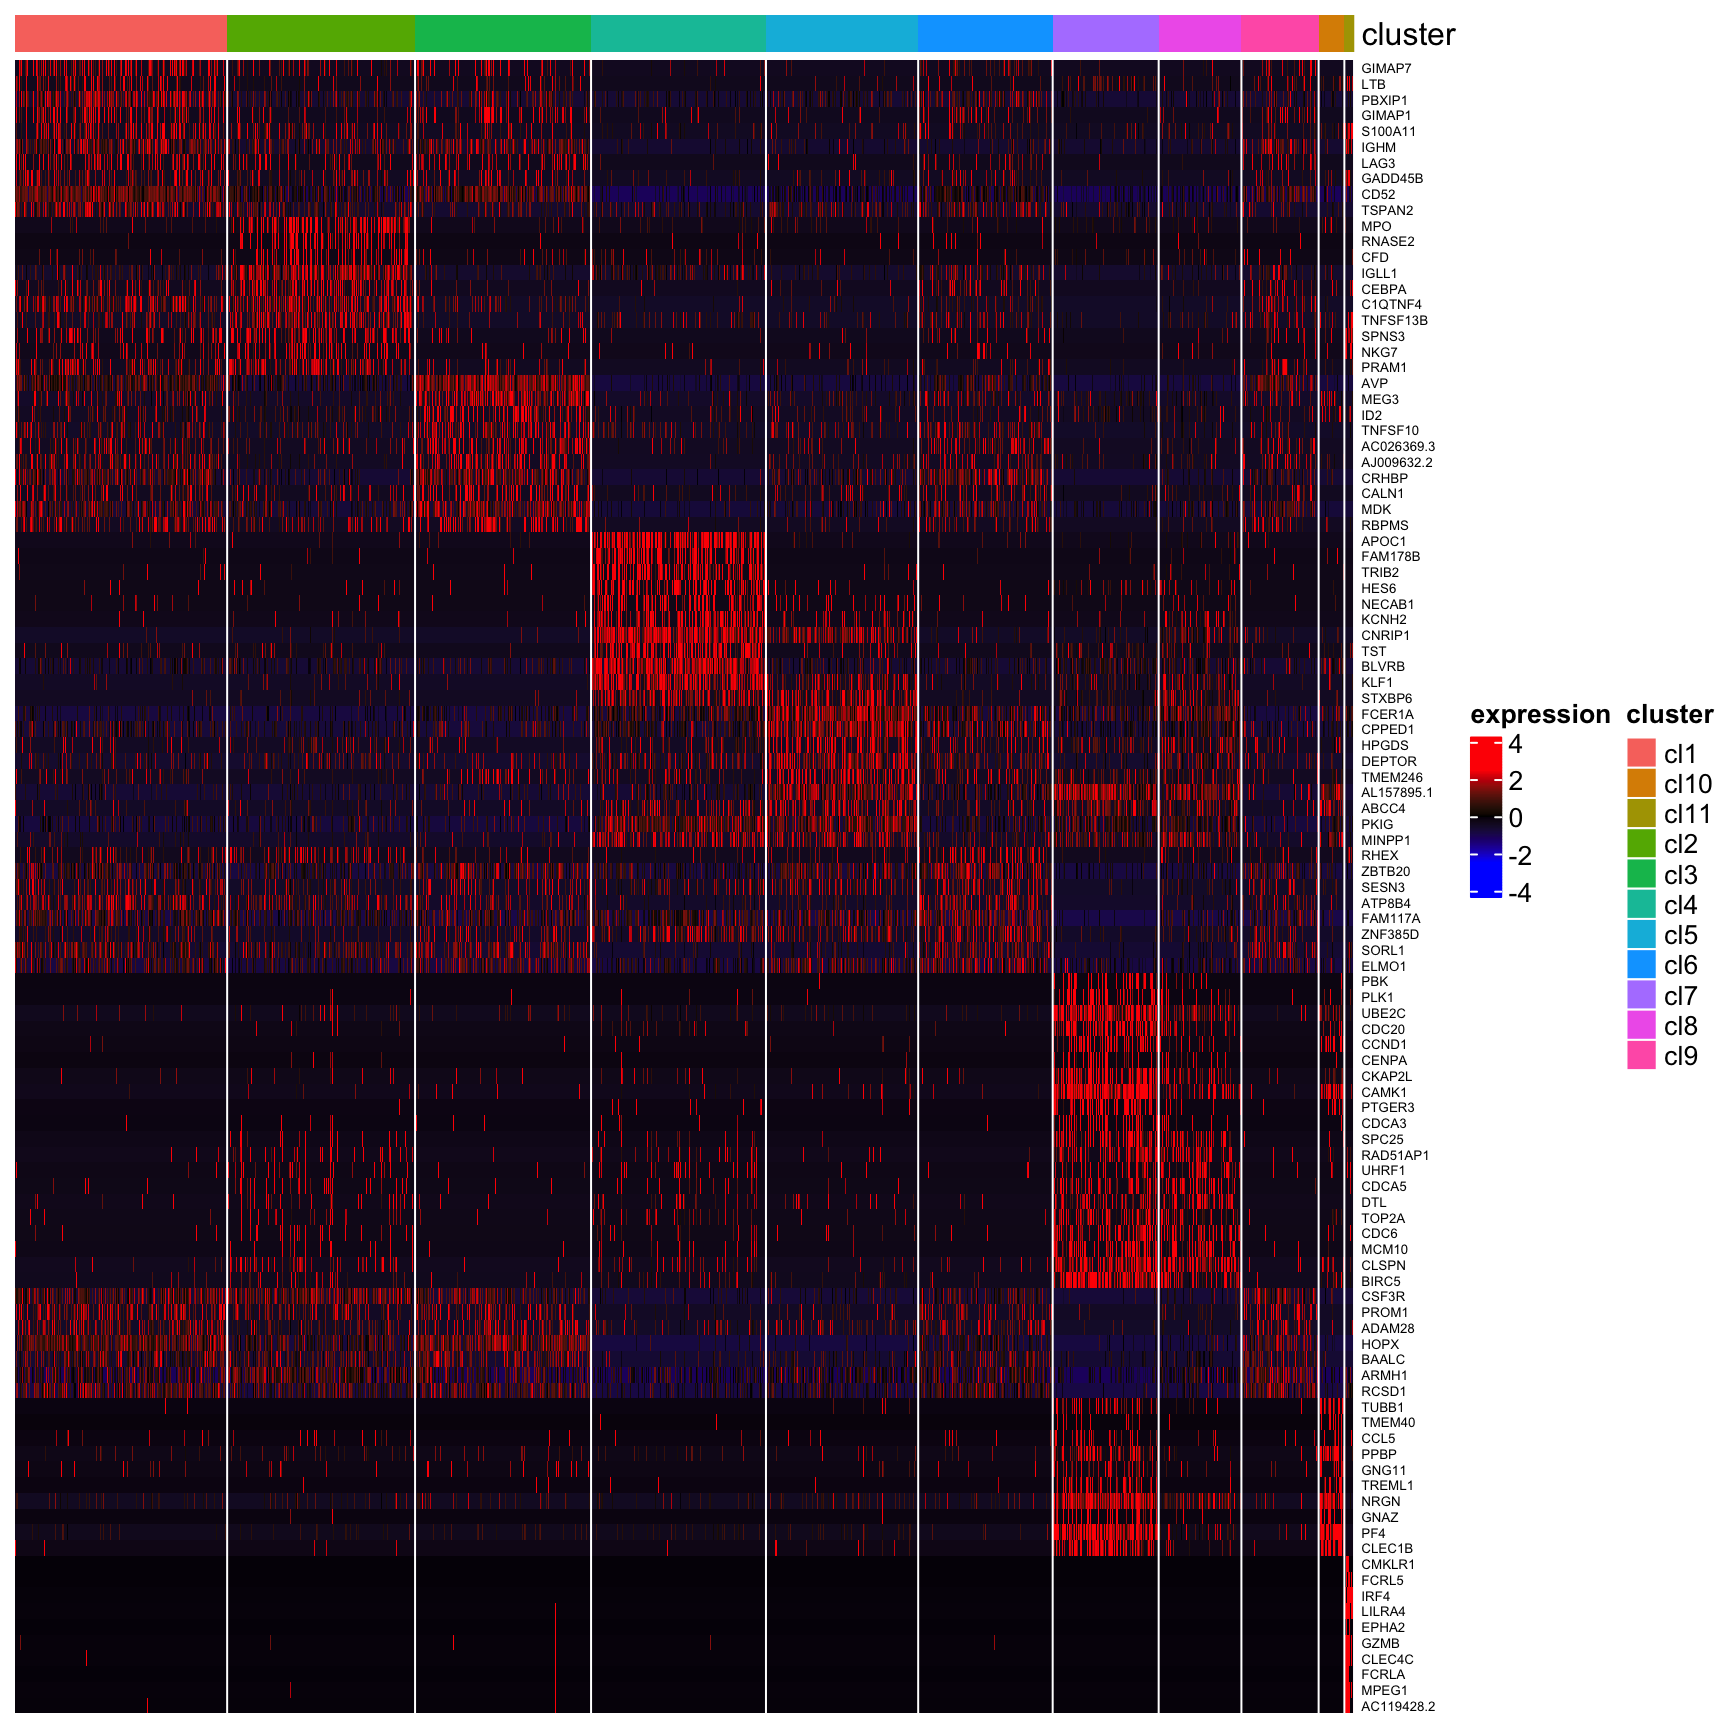 cluster
GIMAP7
LTB
PBXIP1
GIMAP1
S100A11
IGHM
LAG3
GADD45B
CD52
TSPAN2
MPO
RNASE2
CFD
IGLL1
CEBPA
C1QTNF4
TNFSF13B
SPNS3
NKG7
PRAM1
AVP
MEG3
ID2
TNFSF10
AC026369.3
AJ009632.2
CRHBP
CALN1
MDK
RBPMS
APOC1
FAM178B
TRIB2
HES6
NECAB1
KCNH2
CNRIP1
TST
BLVRB
KLF1
STXBP6
FCER1A
CPPED1
HPGDS
DEPTOR
TMEM246
AL157895.1
ABCC4
PKIG
MINPP1
RHEX
ZBTB20
SESN3
ATP8B4
FAM117A
ZNF385D
SORL1
ELMO1
PBK
PLK1
UBE2C
CDC20
CCND1
CENPA
CKAP2L
CAMK1
PTGER3
CDCA3
SPC25
RAD51AP1
UHRF1
CDCA5
DTL
TOP2A
CDC6
MCM10
CLSPN
BIRC5
CSF3R
PROM1
ADAM28
HOPX
BAALC
ARMH1
RCSD1
TUBB1
TMEM40
CCL5
PPBP
GNG11
TREML1
NRGN
GNAZ
PF4
CLEC1B
CMKLR1
FCRL5
IRF4
LILRA4
EPHA2
GZMB
CLEC4C
FCRLA
MPEG1
AC119428.2
expression
4
2
0
-2
-4
cluster
cl1
cl10
cl11
cl2
cl3
cl4
cl5
cl6
cl7
cl8
cl9